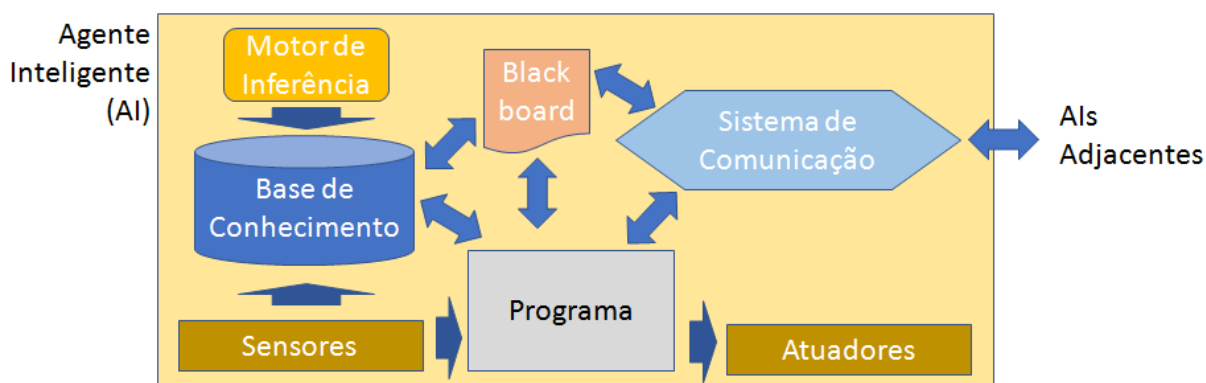 Agente
Inteligente
(AI)
Motor de
Inferência
Black
board
Sistema de
Comunicação
AIs
Adjacentes
Base de
Conhecimento
Programa
Sensores
Atuadores